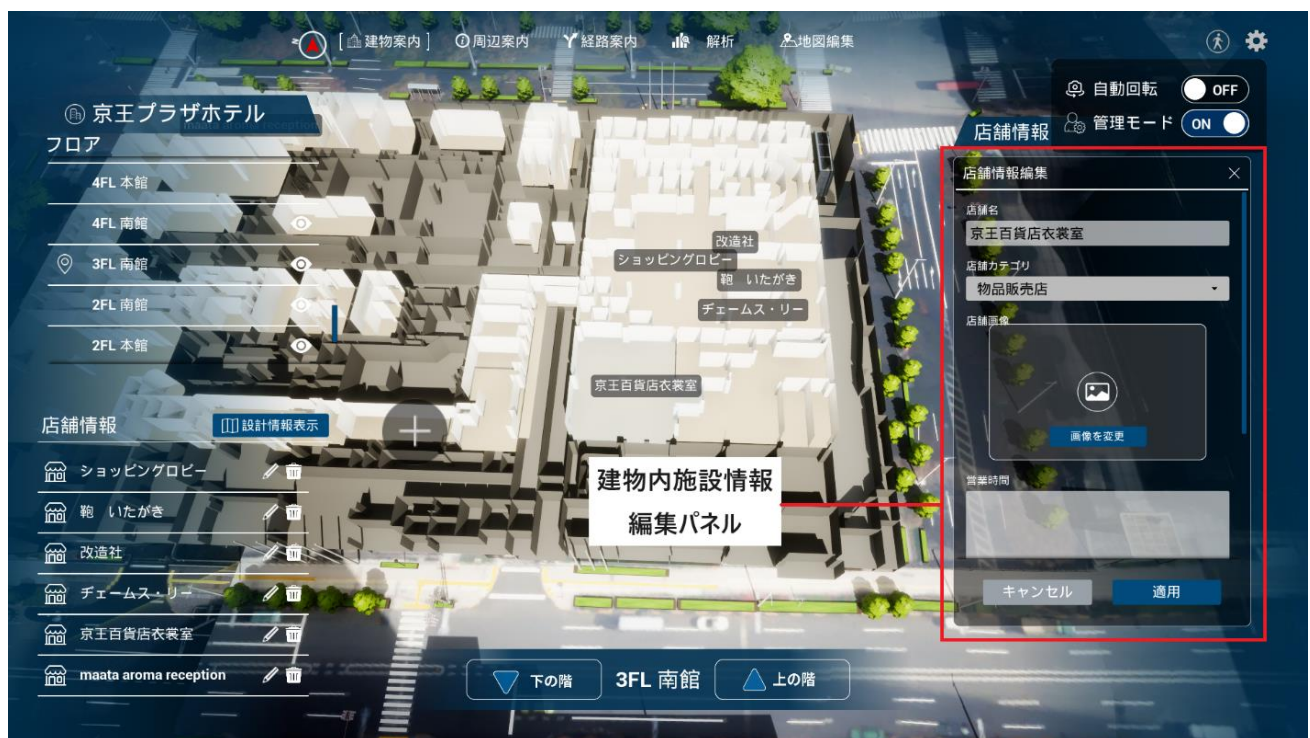 建物案内
周辺案内
経路案内
解析
地図編集
京王プラザホテル
フロア
4FL 本館
4FL 南館
3FL 南館
2FL 南館
2FL 本館
店舗情報
設計情報表示
ショッピングロビー
鞄 いたがき
改造社
ヂェームス・リー
京王百貨店衣裳室
maata aroma reception
改造社
ショッピングロビー
鞄 いたがき
ヂェームス・リー
京王百貨店衣裳室
建物内施設情報
編集パネル
下の階
3FL 南館
上の階
自動回転
OFF
管理モード
ON
店舗情報
店舗情報編集
店舗名
京王百貨店衣裳室
店舗カテゴリ
物品販売店
店舗画像
画像を変更
営業時間
キャンセル
適用